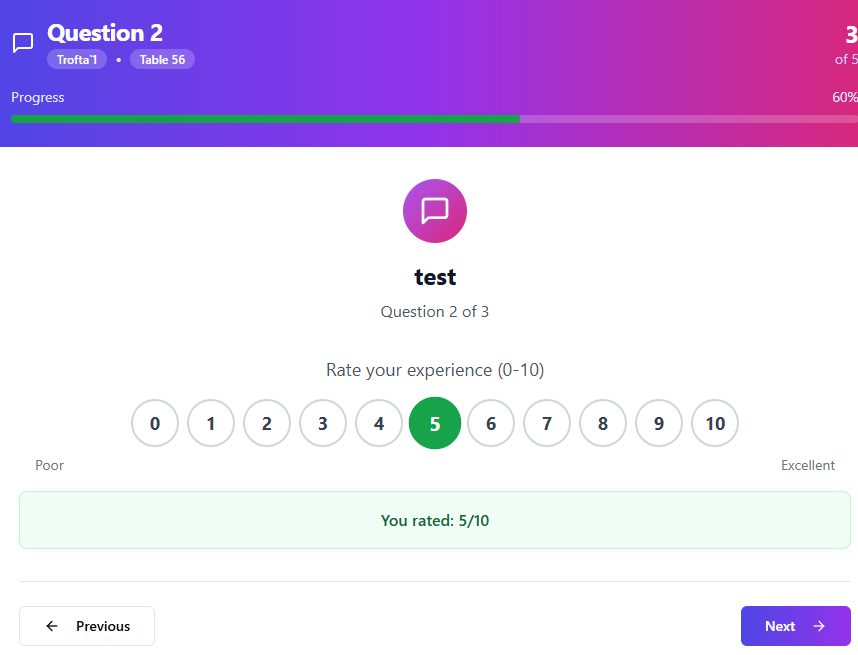 Question 2
3
Trofta`1 • Table 56
of 5
Progress
60%
test
Question 2 of 3
Rate your experience (0-10)
0 1 2 3 4 5 6 7 8 9 10
Poor
Excellent
You rated: 5/10
← Previous
Next →